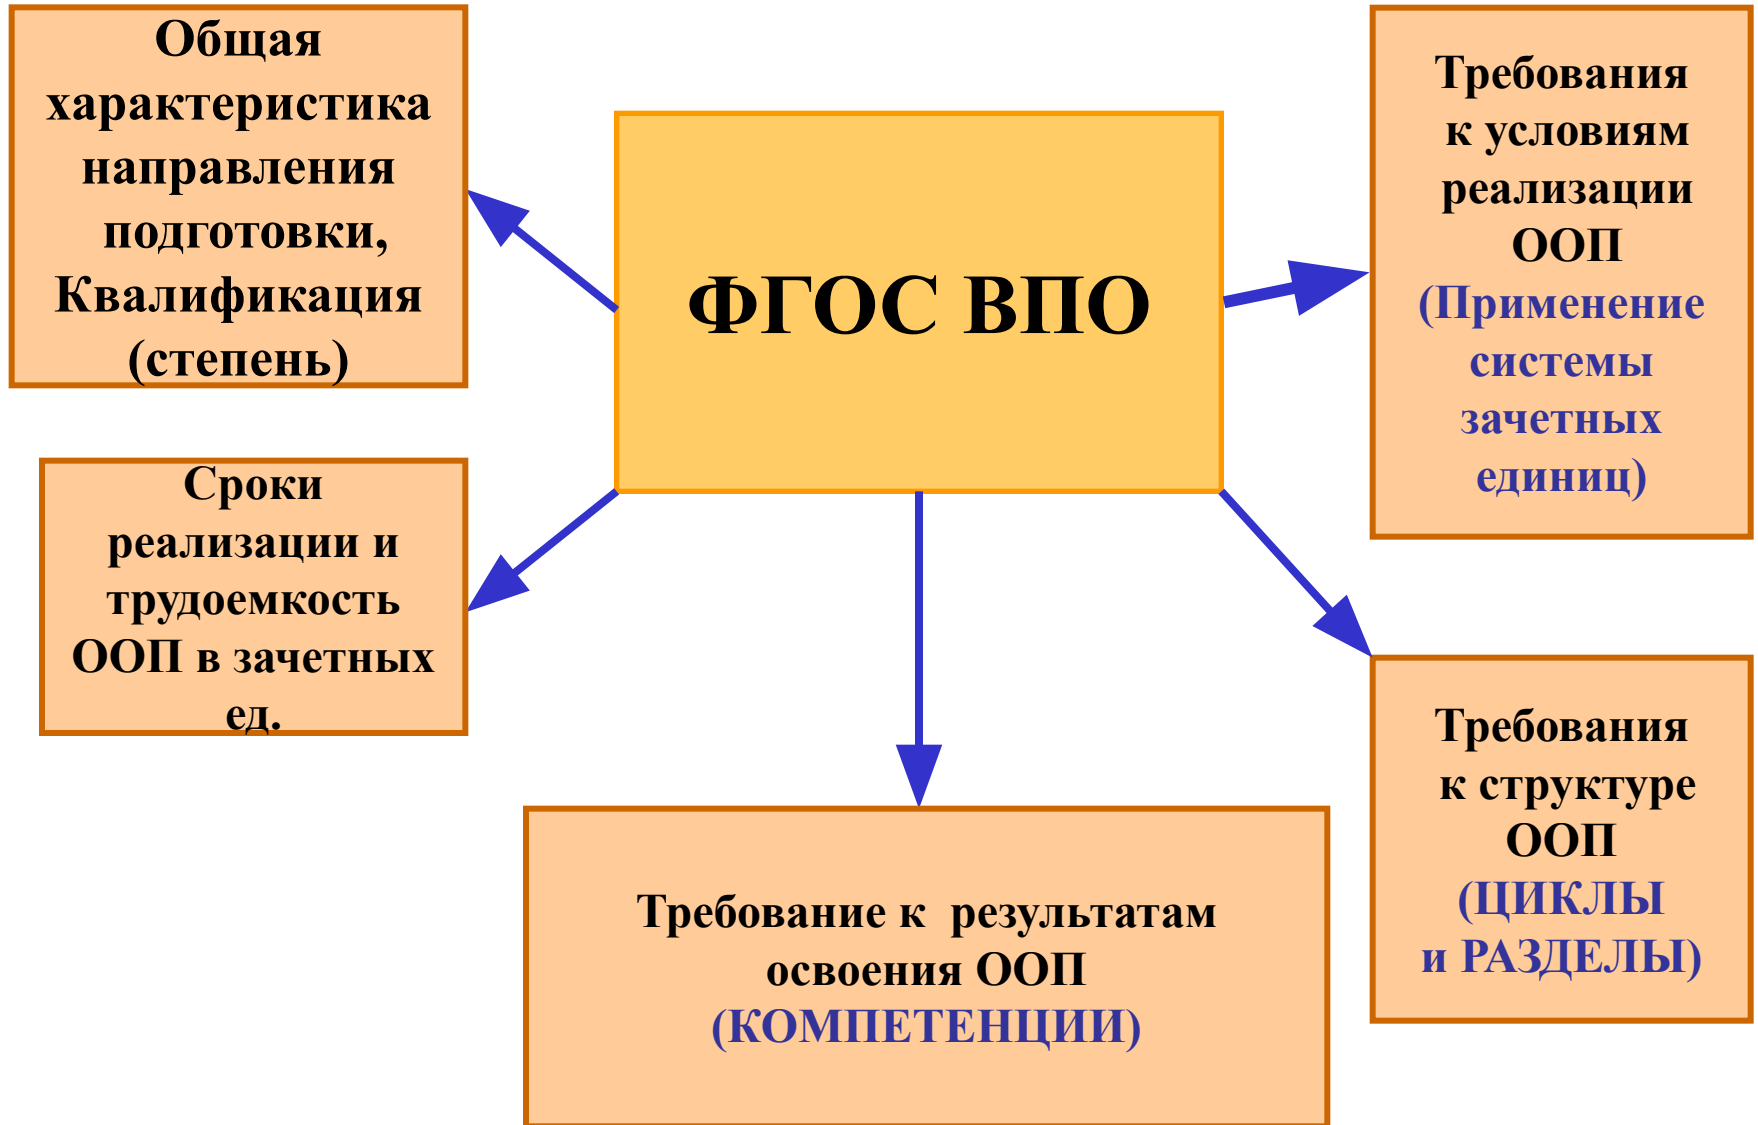 Общая
характеристика
направления
подготовки,
Квалификация
(степень)
ФГОС ВПО
Требования
к условиям
реализации
ООП
(Применение
системы
зачетных
единиц)
Сроки
реализации и
трудоемкость
ООП в зачетных
ед.
Требование к  результатам
освоения ООП
(КОМПЕТЕНЦИИ)
Требования
к структуре
ООП
(ЦИКЛЫ
и РАЗДЕЛЫ)